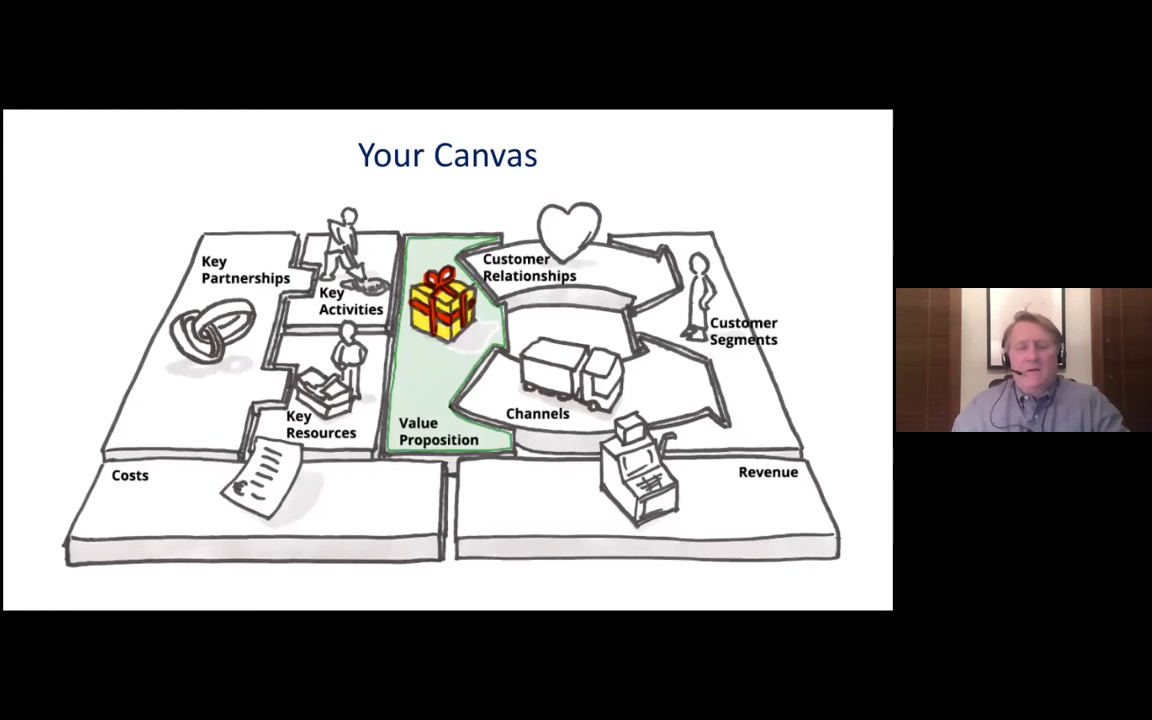 Your Canvas
Key
Partnerships
Key
Activities
Key
Resources
Value
Proposition
Customer
Relationships
Channels
Customer
Segments
Costs
Revenue